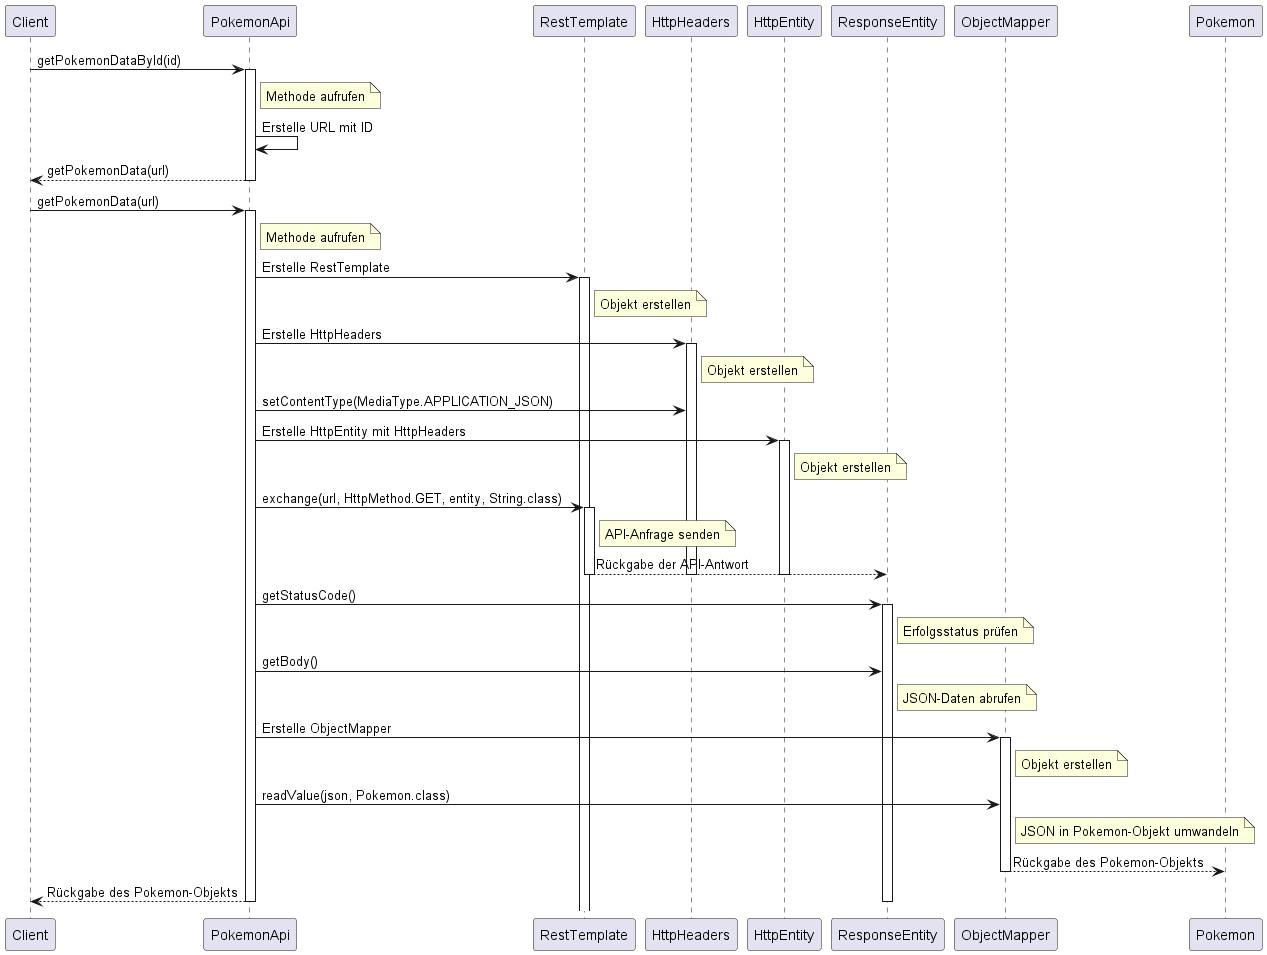 Client
PokemonApi
RestTemplate
HttpHeaders
HttpEntity
ResponseEntity
ObjectMapper
Pokemon
getPokemonDataById(id)
Methode aufrufen
Erstelle URL mit ID
getPokemonData(url)
getPokemonData(url)
Methode aufrufen
Erstelle RestTemplate
Objekt erstellen
Erstelle HttpHeaders
Objekt erstellen
setContentType(MediaType.APPLICATION_JSON)
Erstelle HttpEntity mit HttpHeaders
Objekt erstellen
exchange(url, HttpMethod.GET, entity, String.class)
API-Anfrage senden
Rückgabe der API-Antwort
getStatusCode()
Erfolgsstatus prüfen
getBody()
JSON-Daten abrufen
Erstelle ObjectMapper
Objekt erstellen
readValue(json, Pokemon.class)
JSON in Pokemon-Objekt umwandeln
Rückgabe des Pokemon-Objekts
Rückgabe des Pokemon-Objekts
Client
PokemonApi
RestTemplate
HttpHeaders
HttpEntity
ResponseEntity
ObjectMapper
Pokemon